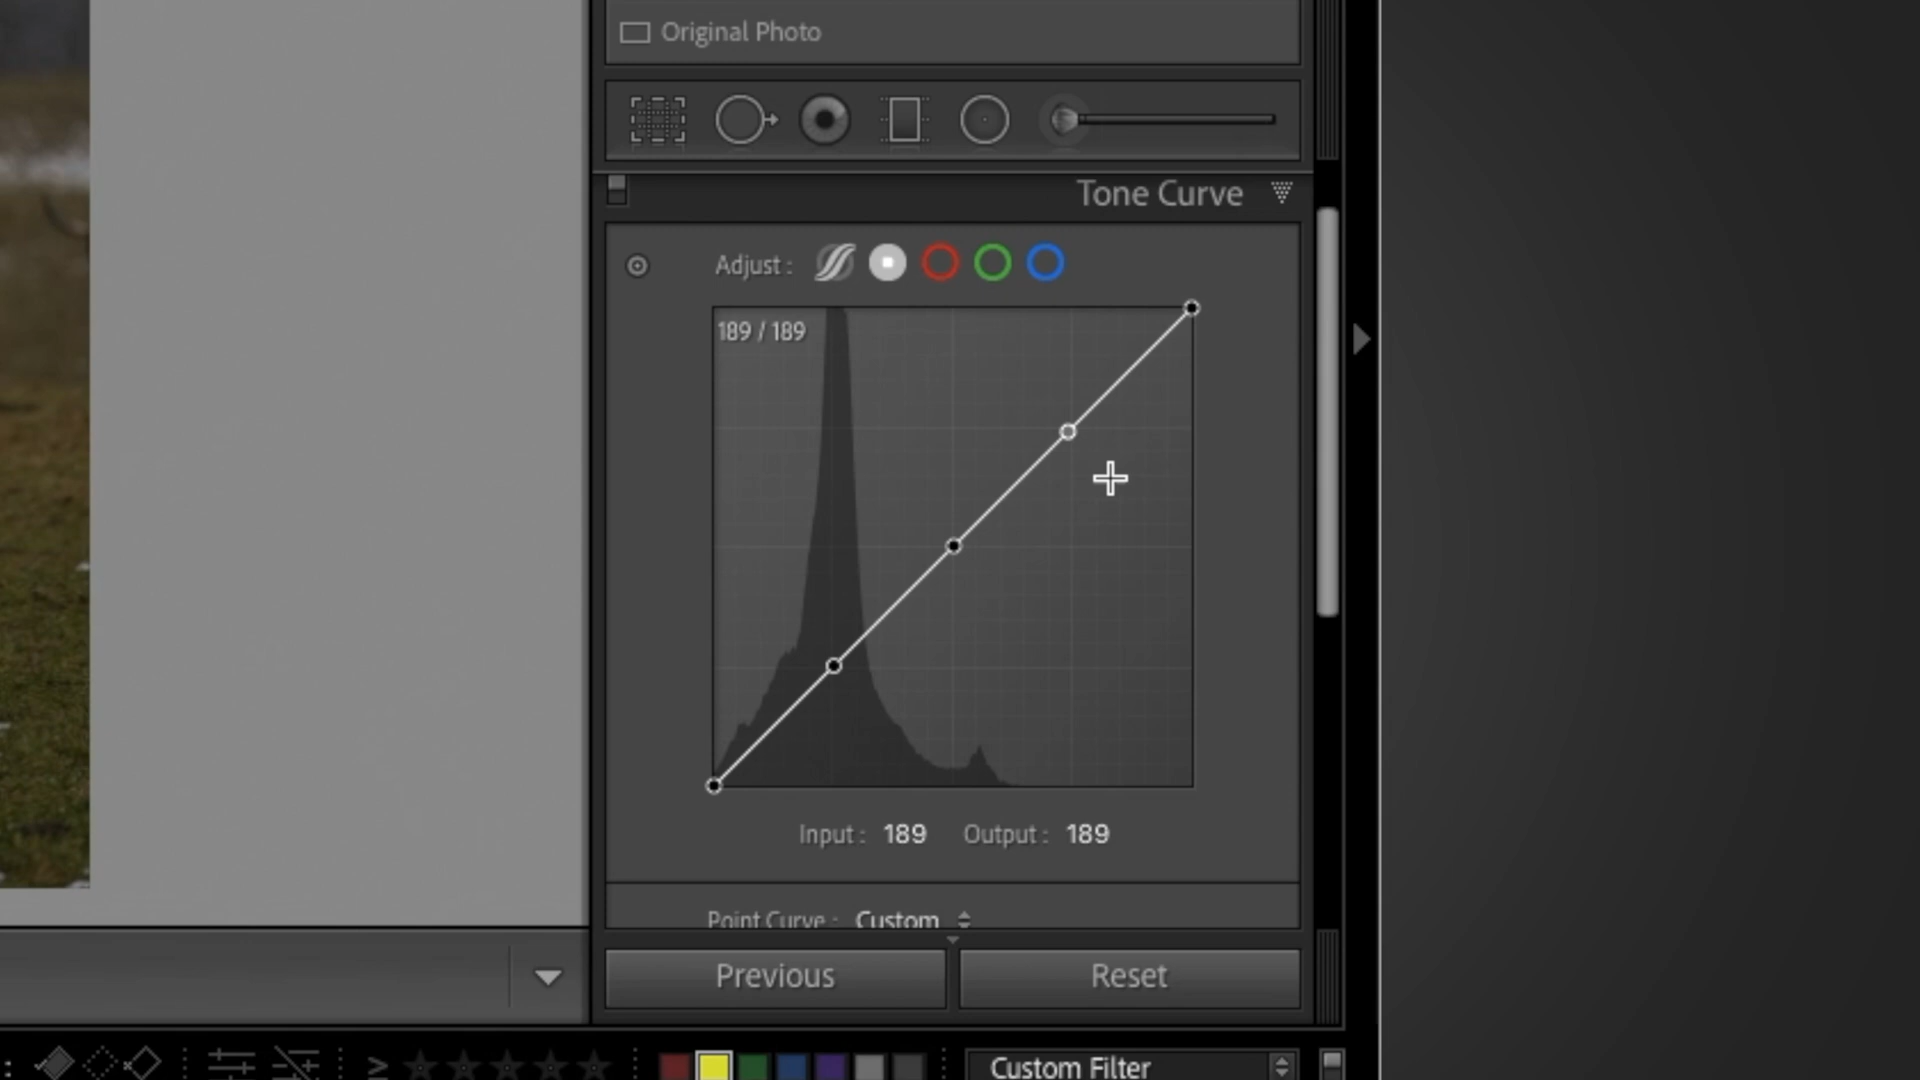 Original Photo
Tone Curve
Adjust :
189 / 189
Input : 189 Output : 189
Point Curve : Custom
Previous Reset
Custom Filter